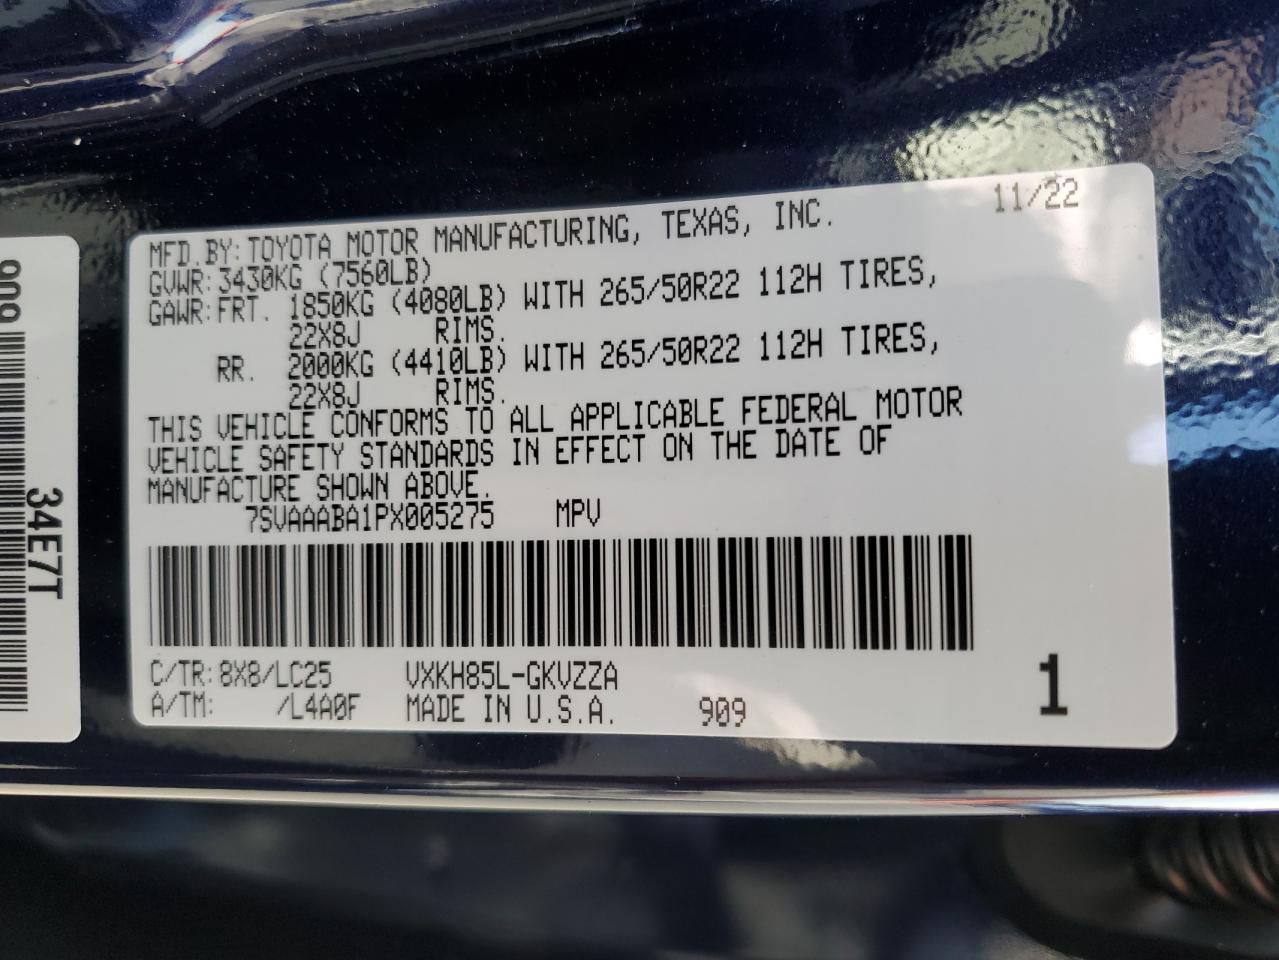 MFD.BY: TOYOTA MOTOR MANUFACTURING, TEXAS, INC. 11/22
GVWR: 3430KG (7560LB)
GAWR: FRT. 1850KG (4080LB) WITH 265/50R22 112H TIRES,
22X8J RIMS.
RR. 2000KG (4410LB) WITH 265/50R22 112H TIRES,
22X8J RIMS.
THIS VEHICLE CONFORMS TO ALL APPLICABLE FEDERAL MOTOR
VEHICLE SAFETY STANDARDS IN EFFECT ON THE DATE OF
MANUFACTURE SHOWN ABOVE.
7SVAAABA1PX005275 MPV
C/TR: 8X8/LC25 VXKH85L-GKVZZA
A/TM: /L4A0F MADE IN U.S.A. 909
1
909
34E7T